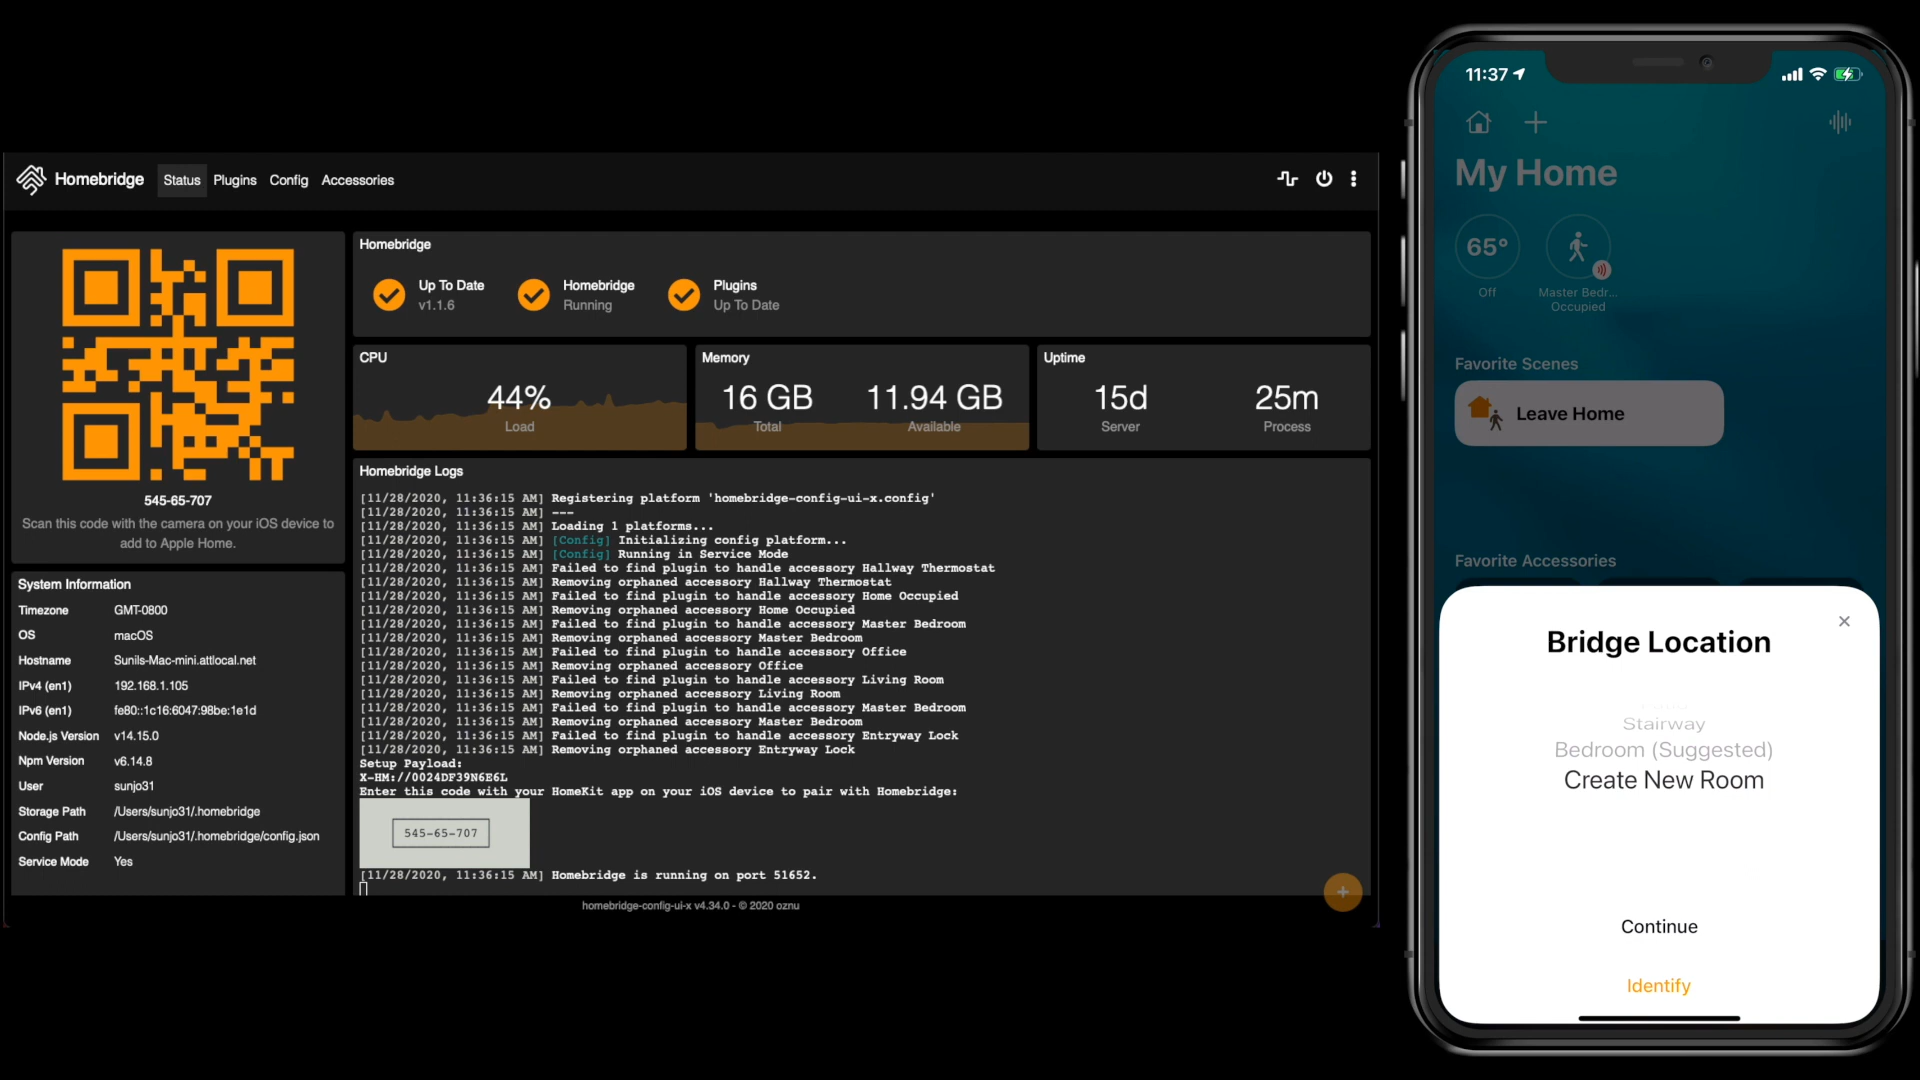 Homebridge Status Plugins Config Accessories
545-65-707
Scan this code with the camera on your iOS device to
add to Apple Home.
System Information
Timezone GMT-0800
OS macOS
Hostname Sunils-Mac-mini.attlocal.net
IPv4 (en1) 192.168.1.105
IPv6 (en1) fe80::1c16:6047:98be:1e1d
Node.js Version v14.15.0
Npm Version v6.14.8
User sunjo31
Storage Path /Users/sunjo31/.homebridge
Config Path /Users/sunjo31/.homebridge/config.json
Service Mode Yes
Homebridge
Up To Date Homebridge Plugins
v1.1.6 Running Up To Date
CPU
44%
Load
Memory
16 GB 11.94 GB
Total Available
Uptime
15d 25m
Server Process
Homebridge Logs
[11/28/2020, 11:36:15 AM] Registering platform 'homebridge-config-ui-x.config'
[11/28/2020, 11:36:15 AM] ---
[11/28/2020, 11:36:15 AM] Loading 1 platforms...
[11/28/2020, 11:36:15 AM] [Config] Initializing config platform...
[11/28/2020, 11:36:15 AM] [Config] Running in Service Mode
[11/28/2020, 11:36:15 AM] Failed to find plugin to handle accessory Hallway Thermostat
[11/28/2020, 11:36:15 AM] Removing orphaned accessory Hallway Thermostat
[11/28/2020, 11:36:15 AM] Failed to find plugin to handle accessory Home Occupied
[11/28/2020, 11:36:15 AM] Removing orphaned accessory Home Occupied
[11/28/2020, 11:36:15 AM] Failed to find plugin to handle accessory Master Bedroom
[11/28/2020, 11:36:15 AM] Removing orphaned accessory Master Bedroom
[11/28/2020, 11:36:15 AM] Failed to find plugin to handle accessory Office
[11/28/2020, 11:36:15 AM] Removing orphaned accessory Office
[11/28/2020, 11:36:15 AM] Failed to find plugin to handle accessory Living Room
[11/28/2020, 11:36:15 AM] Removing orphaned accessory Living Room
[11/28/2020, 11:36:15 AM] Failed to find plugin to handle accessory Master Bedroom
[11/28/2020, 11:36:15 AM] Removing orphaned accessory Master Bedroom
[11/28/2020, 11:36:15 AM] Failed to find plugin to handle accessory Entryway Lock
[11/28/2020, 11:36:15 AM] Removing orphaned accessory Entryway Lock
Setup Payload:
X-HM://0024DF39N6E6L
Enter this code with your HomeKit app on your iOS device to pair with Homebridge:
545-65-707
[11/28/2020, 11:36:15 AM] Homebridge is running on port 51652.
homebridge-config-ui-x v4.34.0 - © 2020 oznu
11:37
My Home
65°
Off
Master Bedr...
Occupied
Favorite Scenes
Leave Home
Favorite Accessories
Bridge Location
Stairway
Bedroom (Suggested)
Create New Room
Continue
Identify